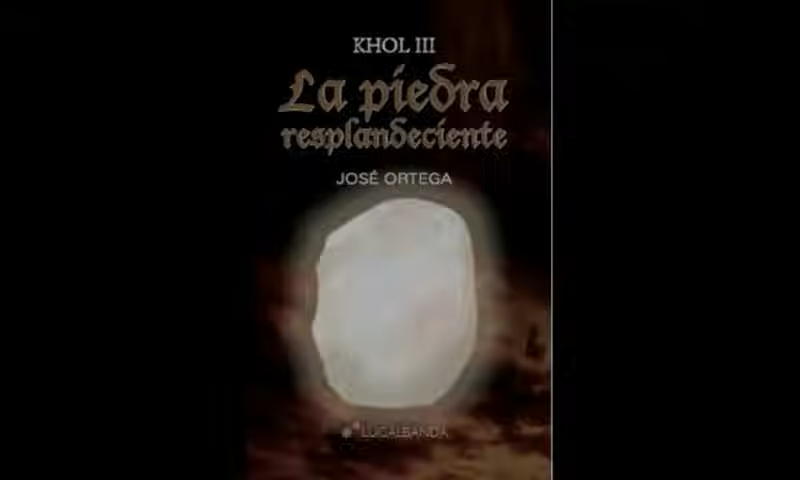 KHOL III
La piedra
resplandeciente
JOSÉ ORTEGA
LUGALBANDA